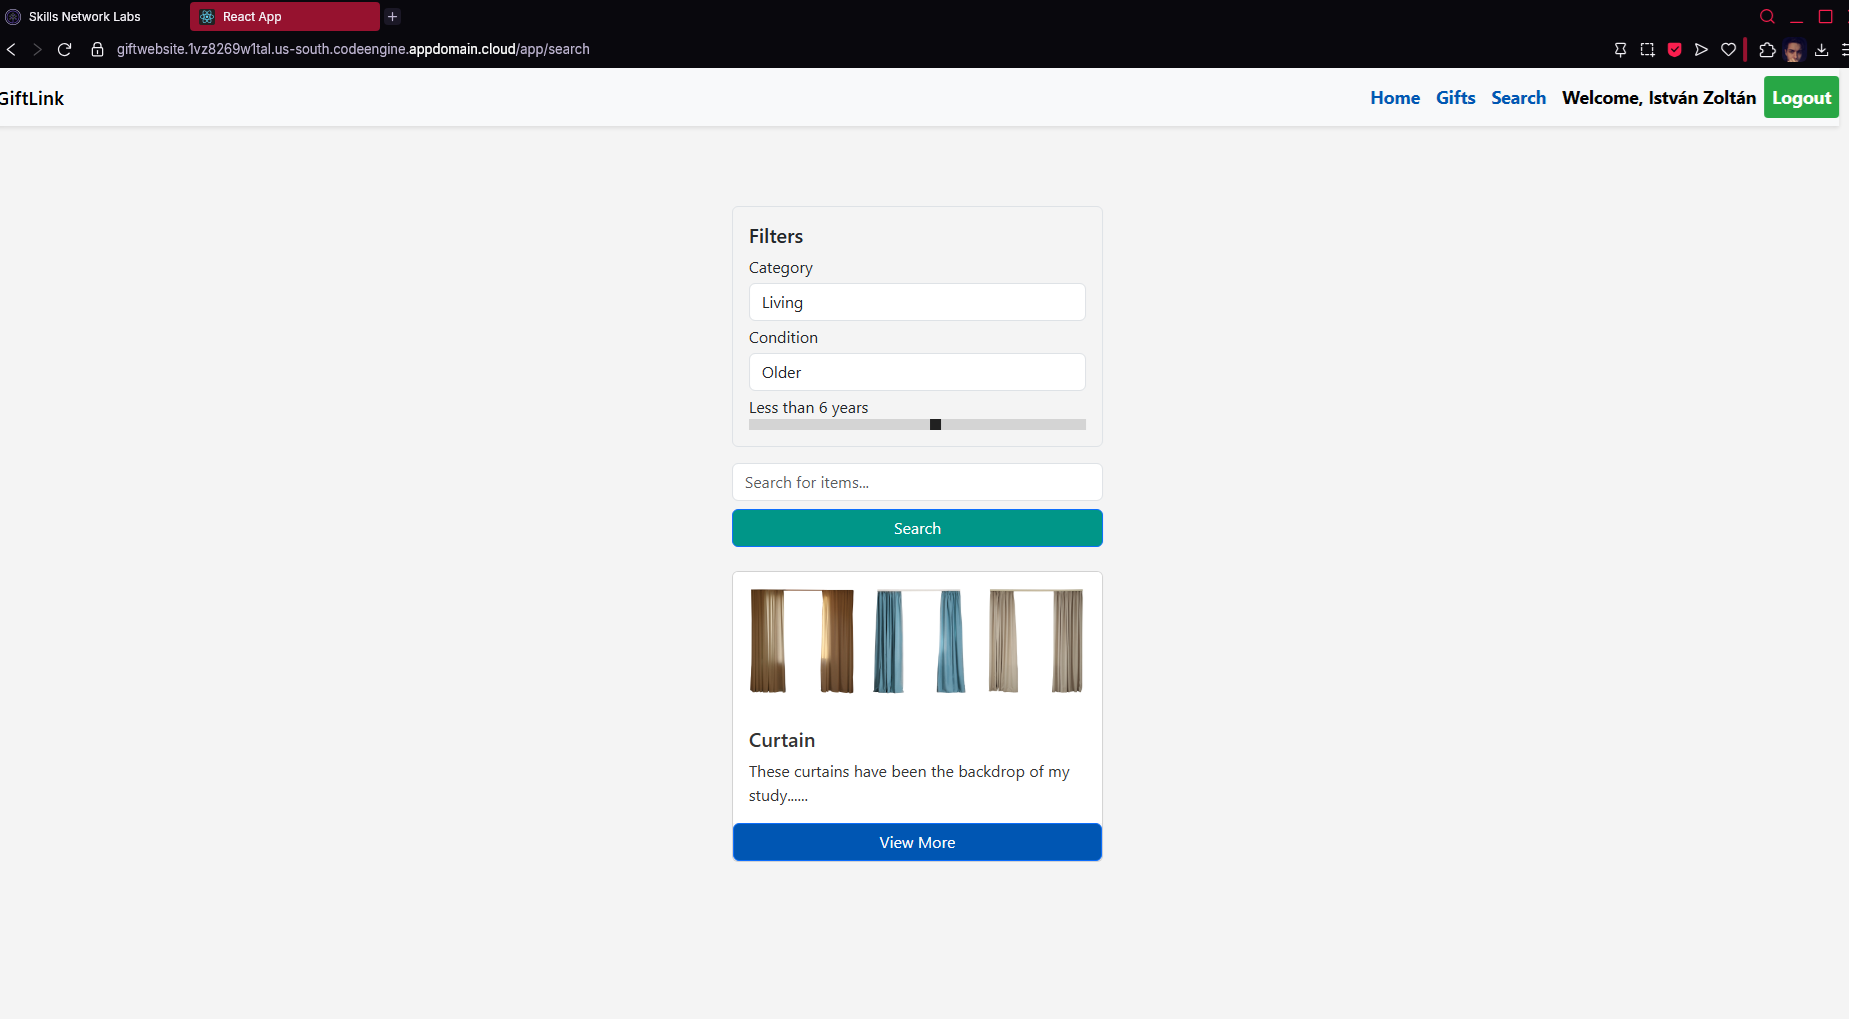 Skills Network Labs
React App
giftwebsite.1vz8269w1tal.us-south.codeengine.appdomain.cloud/app/search
GiftLink
Home Gifts Search Welcome, István Zoltán Logout
Filters
Category
Living
Condition
Older
Less than 6 years
Search for items...
Search
Curtain
These curtains have been the backdrop of my
study......
View More